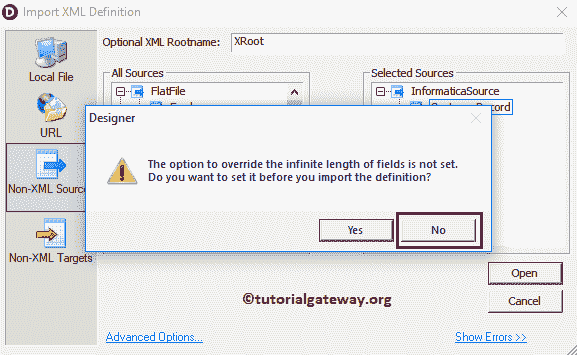 D Import XML Definition
Optional XML Rootname: XRoot
Local File
URL
Non-XML Sourc
Non-XML Targets
All Sources
FlatFile
Selected Sources
InformaticaSource
Record
Designer
The option to override the infinite length of fields is not set.
Do you want to set it before you import the definition?
Yes
No
Open
Cancel
©tutorialgateway.org
Advanced Options...
Show Errors >>